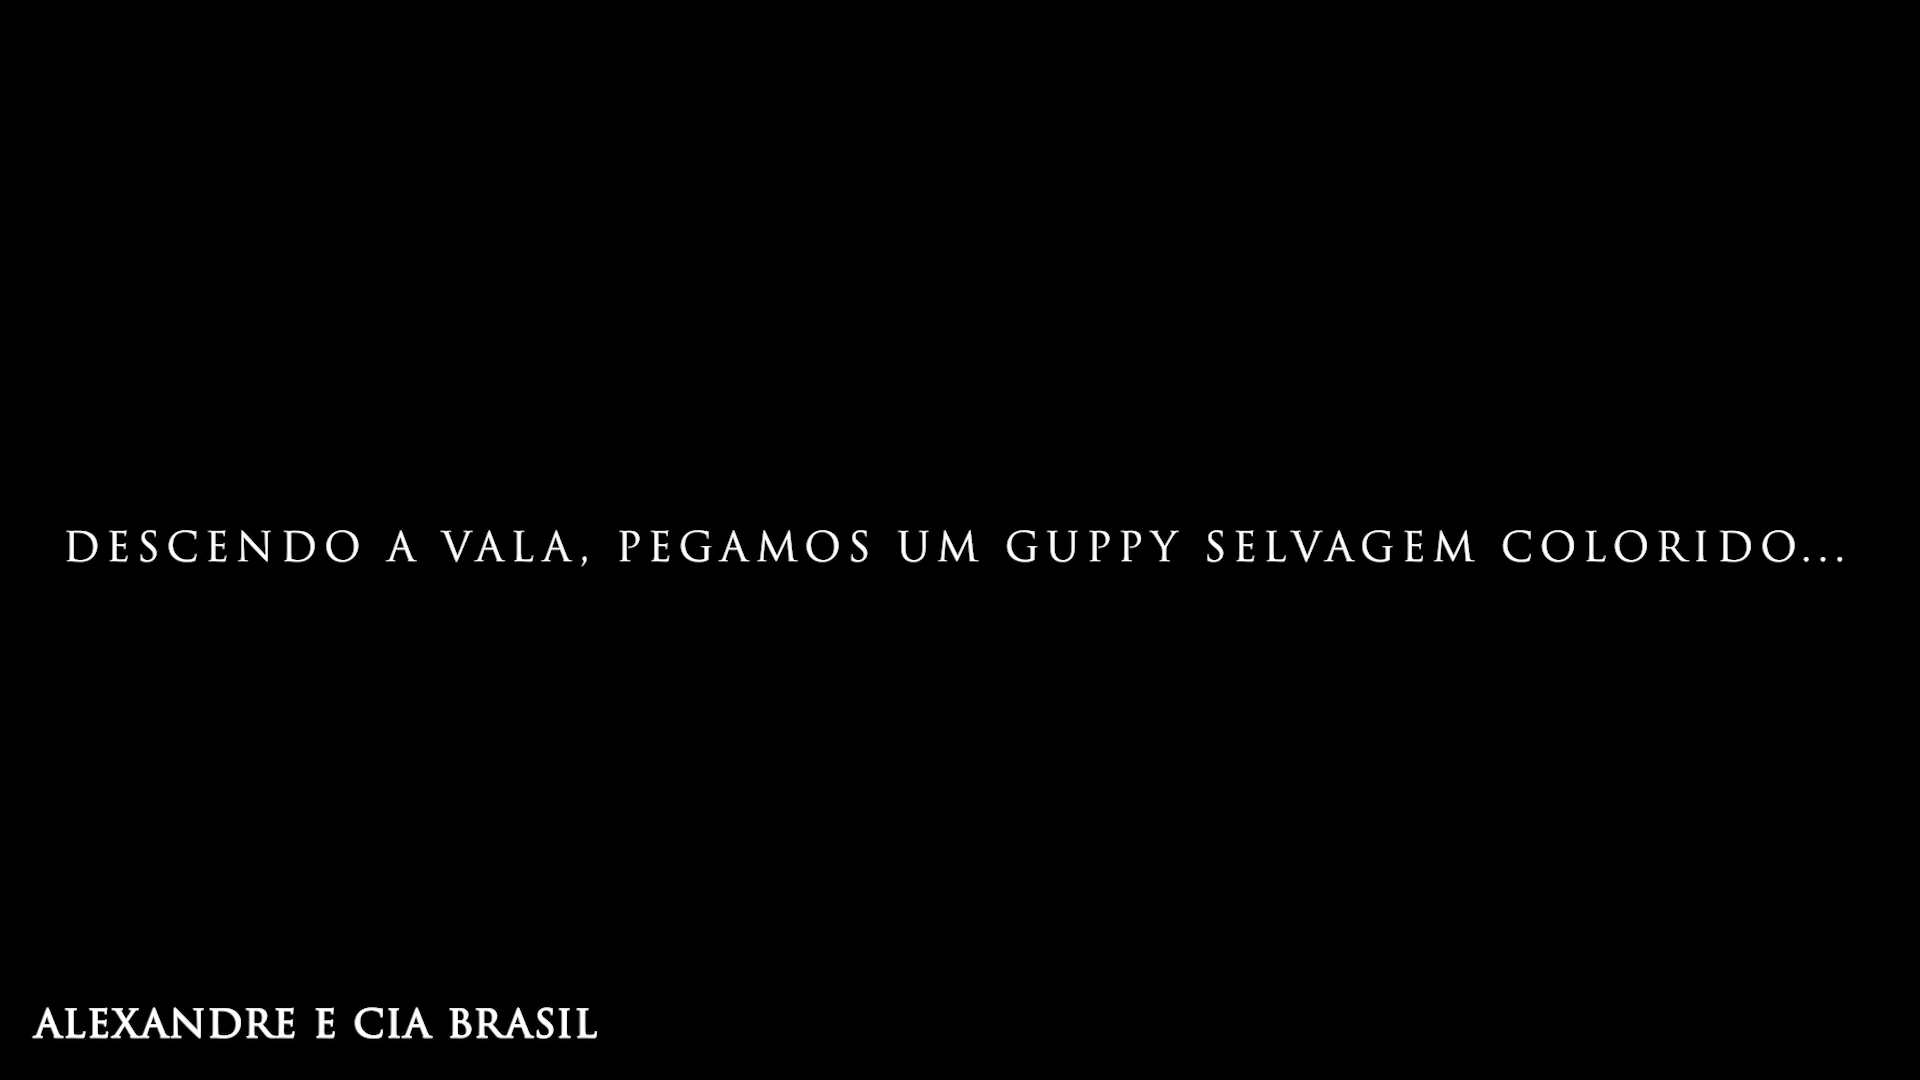 DESCENDO A VALA, PEGAMOS UM GUPPY SELVAGEM COLORIDO...
ALEXANDRE E CIA BRASIL